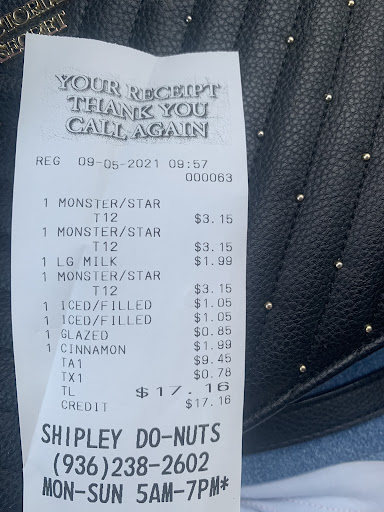 VICTORIA'S
SECRET
YOUR RECEIPT
THANK YOU
CALL AGAIN
REG 09-05-2021 09:57
000063
1 MONSTER/STAR
T12 $3.15
1 MONSTER/STAR
T12 $3.15
1 LG MILK $1.99
1 MONSTER/STAR
T12 $3.15
1 ICED/FILLED $1.05
1 ICED/FILLED $1.05
1 GLAZED $0.85
1 CINNAMON $1.99
TA1 $9.45
TX1 $0.78
TL $17.16
CREDIT $17.16
SHIPLEY DO-NUTS
(936)238-2602
MON-SUN 5AM-7PM*